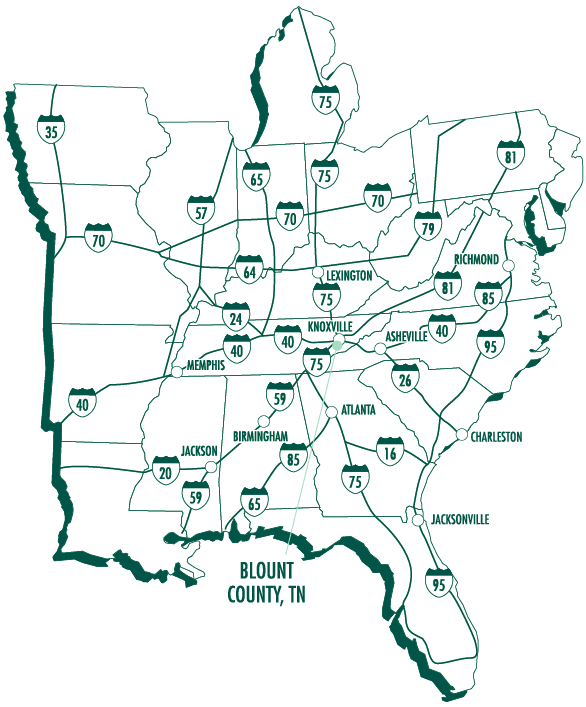 75
35
81
75
65
57
70
70
79
70
RICHMOND
64
LEXINGTON
81
75
85
24
KNOXVILLE
40
40
ASHEVILLE
40
95
75
MEMPHIS
26
59
40
ATLANTA
BIRMINGHAM
CHARLESTON
JACKSON
85
16
20
75
59
65
JACKSONVILLE
BLOUNT
COUNTY, TN
95